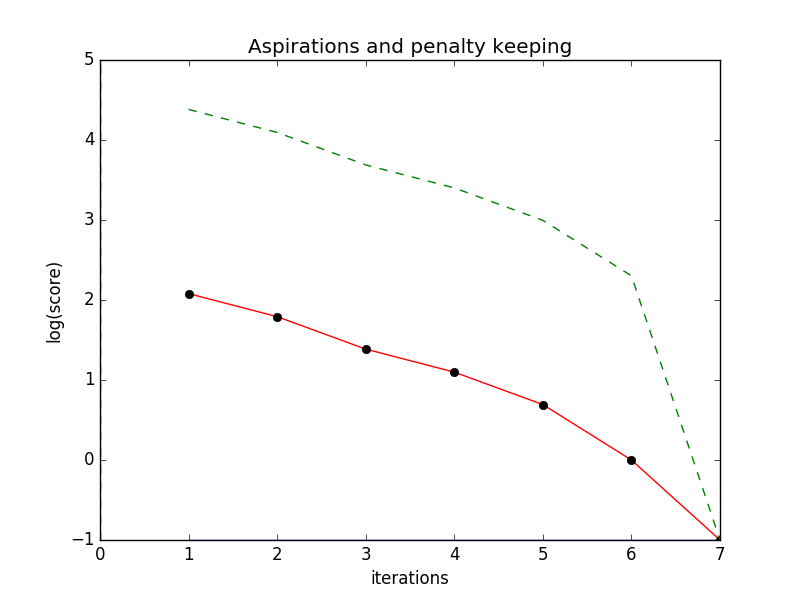 Aspirations and penalty keeping
5
4
3
2
1
0
−1
log(score)
0 1 2 3 4 5 6 7
iterations